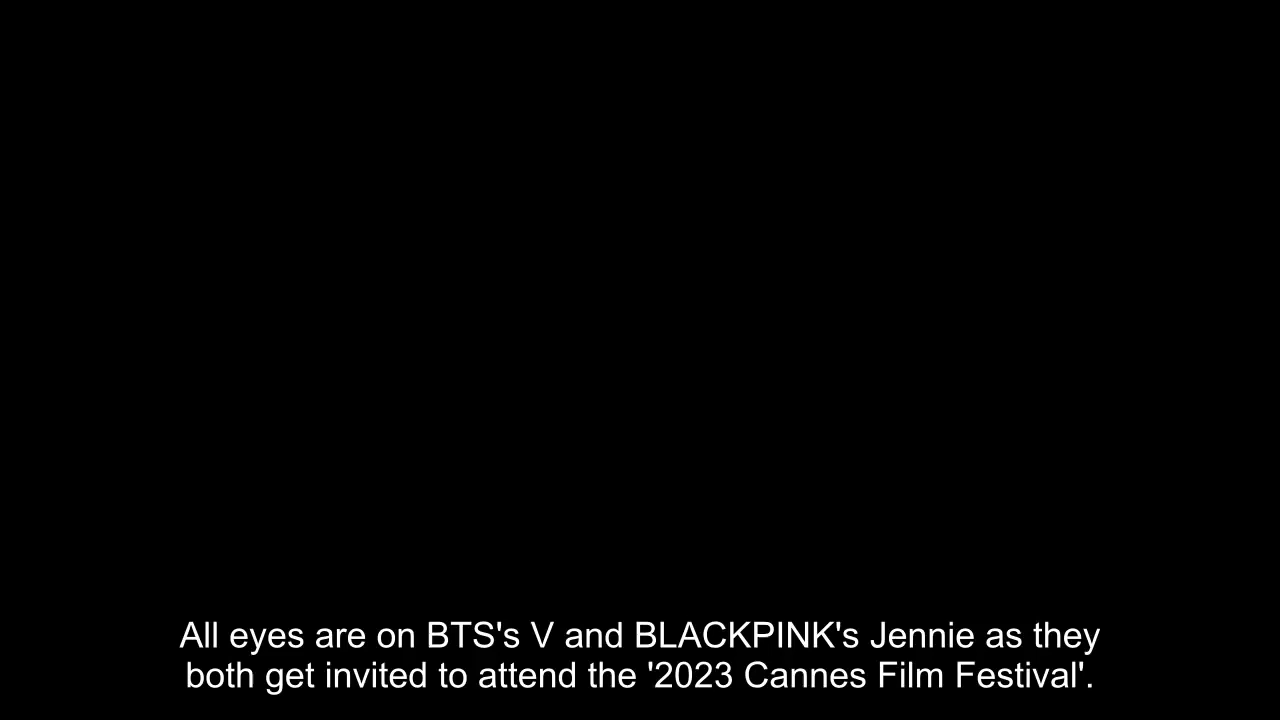 All eyes are on BTS's V and BLACKPINK's Jennie as they
both get invited to attend the '2023 Cannes Film Festival'.